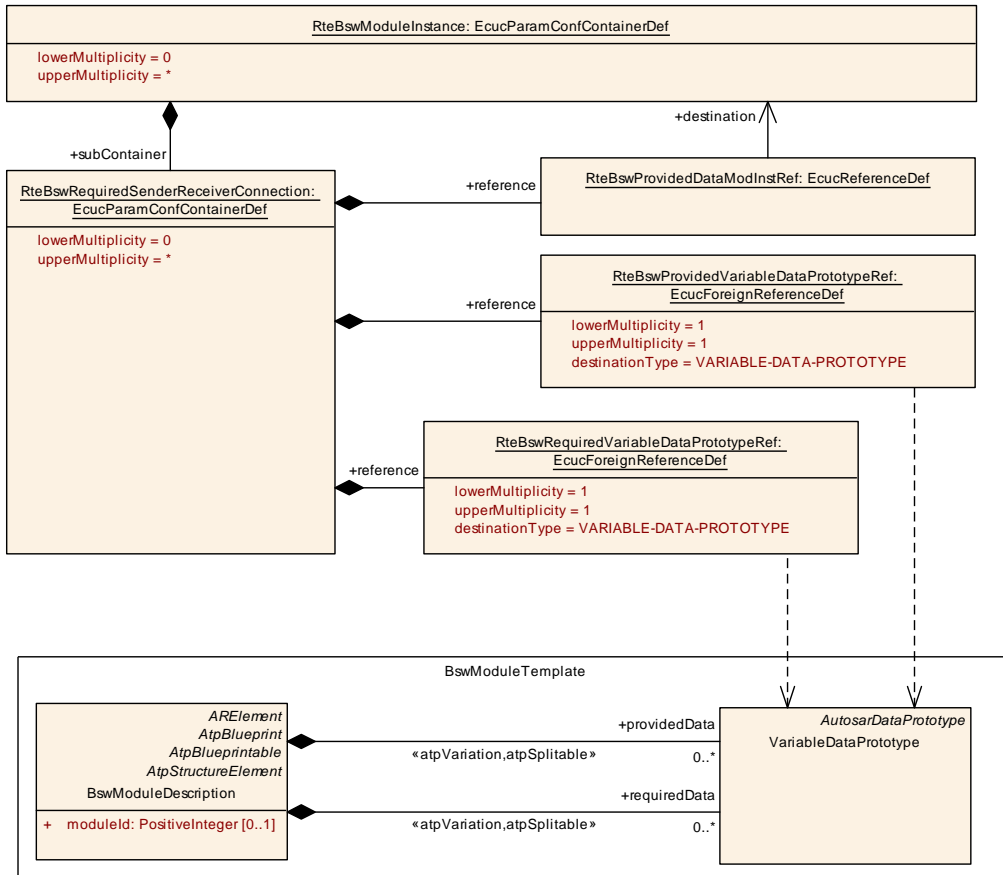 RteBswModuleInstance: EcucParamConfContainerDef
lowerMultiplicity = 0
upperMultiplicity = *
+destination
+subContainer
RteBswRequiredSenderReceiverConnection:
EcucParamConfContainerDef
lowerMultiplicity = 0
upperMultiplicity = *
+reference
RteBswProvidedDataModInstRef: EcucReferenceDef
+reference
RteBswProvidedVariableDataPrototypeRef:
EcucForeignReferenceDef
lowerMultiplicity = 1
upperMultiplicity = 1
destinationType = VARIABLE-DATA-PROTOTYPE
+reference
RteBswRequiredVariableDataPrototypeRef:
EcucForeignReferenceDef
lowerMultiplicity = 1
upperMultiplicity = 1
destinationType = VARIABLE-DATA-PROTOTYPE
BswModuleTemplate
ARElement
AtpBlueprint
AtpBlueprintable
AtpStructureElement
BswModuleDescription
+ moduleId: PositiveInteger [0..1]
+providedData
«atpVariation,atpSplitable»
0..*
+requiredData
«atpVariation,atpSplitable»
0..*
AutosarDataPrototype
VariableDataPrototype